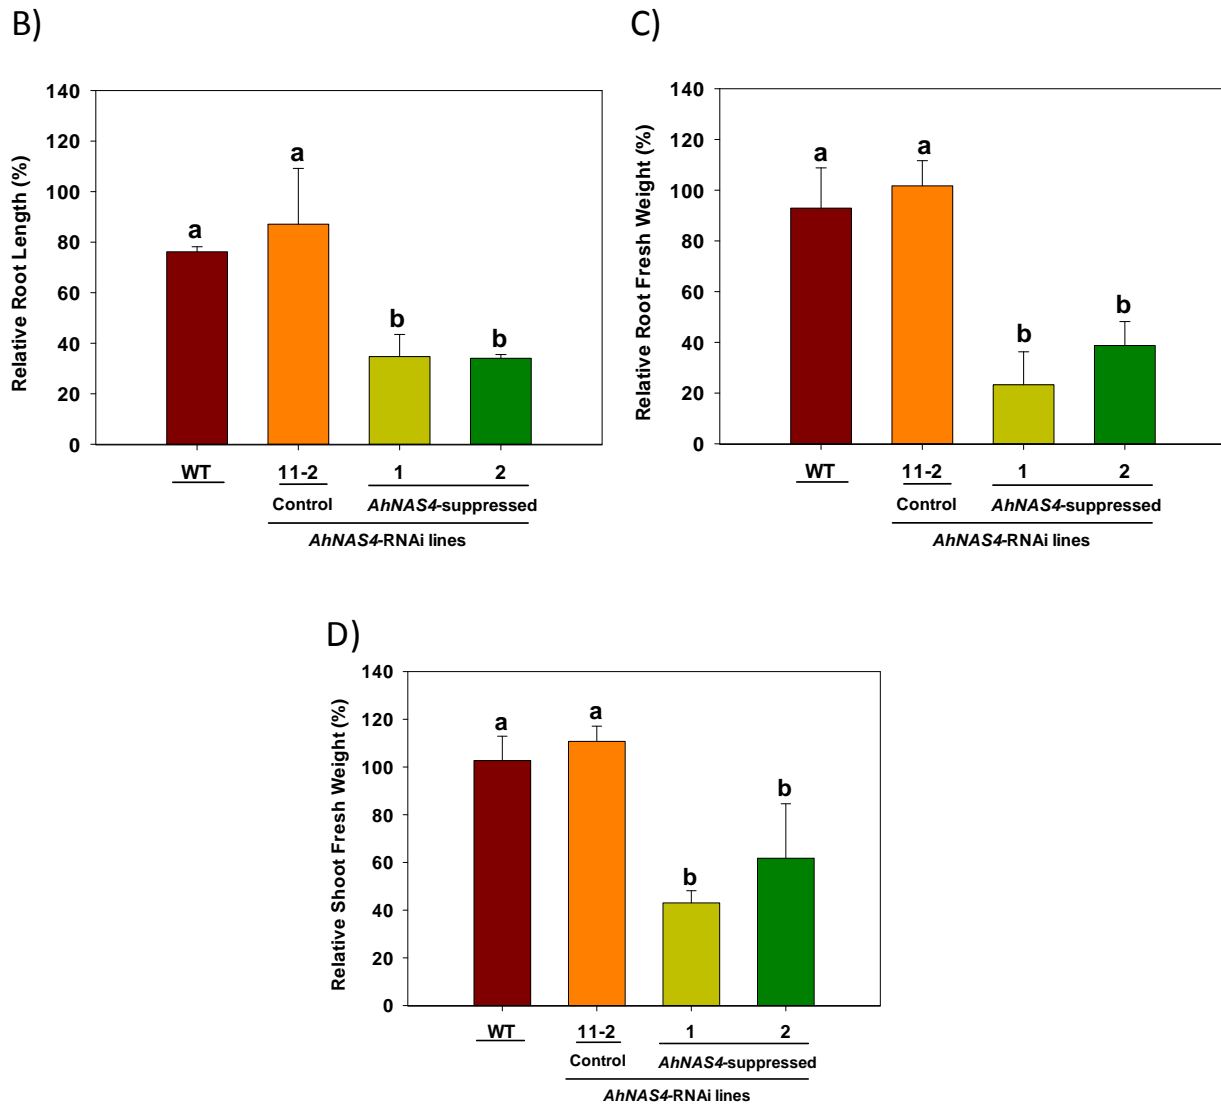 B)
Relative Root Length (%)
140
120
100
80
60
40
20
0
a
a
b
b
WT
11-2
1
2
Control
AhNAS4-suppressed
AhNAS4-RNAi lines
C)
Relative Root Fresh Weight (%)
140
120
100
80
60
40
20
0
a
a
b
b
WT
11-2
1
2
Control
AhNAS4-suppressed
AhNAS4-RNAi lines
D)
Relative Shoot Fresh Weight (%)
140
120
100
80
60
40
20
0
a
a
b
b
WT
11-2
1
2
Control
AhNAS4-suppressed
AhNAS4-RNAi lines